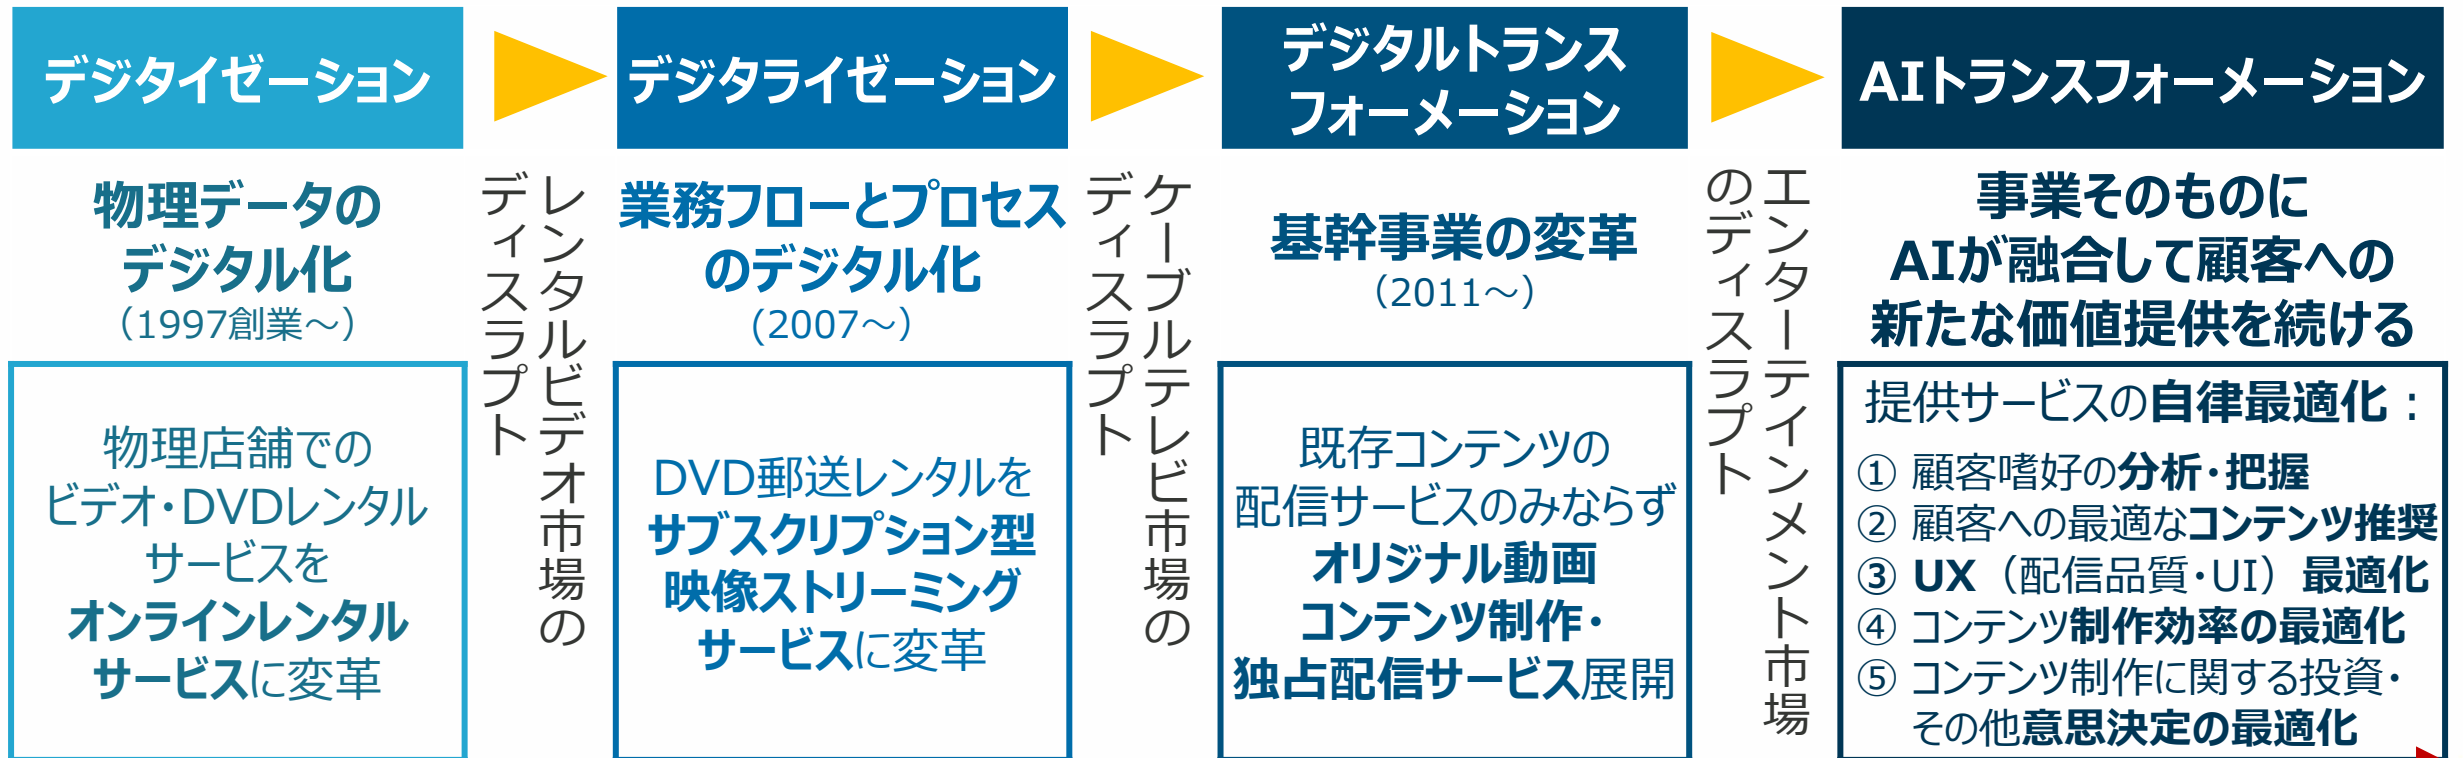 デジタイゼーション
物理データの
デジタル化
（1997創業～）
物理店舗での
ビデオ・DVDレンタル
サービスを
オンラインレンタル
サービスに変革
レンタルビデオ市場の
ディスラプト
デジタライゼーション
業務フローとプロセス
のデジタル化
（2007～）
DVD郵送レンタルを
サブスクリプション型
映像ストリーミング
サービスに変革
ケーブルテレビ市場の
ディスラプト
デジタルトランス
フォーメーション
基幹事業の変革
（2011～）
既存コンテンツの
配信サービスのみならず
オリジナル動画
コンテンツ制作・
独占配信サービス展開
エンターテインメント市場
のディスラプト
AIトランスフォーメーション
事業そのものに
AIが融合して顧客への
新たな価値提供を続ける
提供サービスの自律最適化：
① 顧客嗜好の分析・把握
② 顧客への最適なコンテンツ推奨
③ UX（配信品質・UI）最適化
④ コンテンツ制作効率の最適化
⑤ コンテンツ制作に関する投資・
その他意思決定の最適化